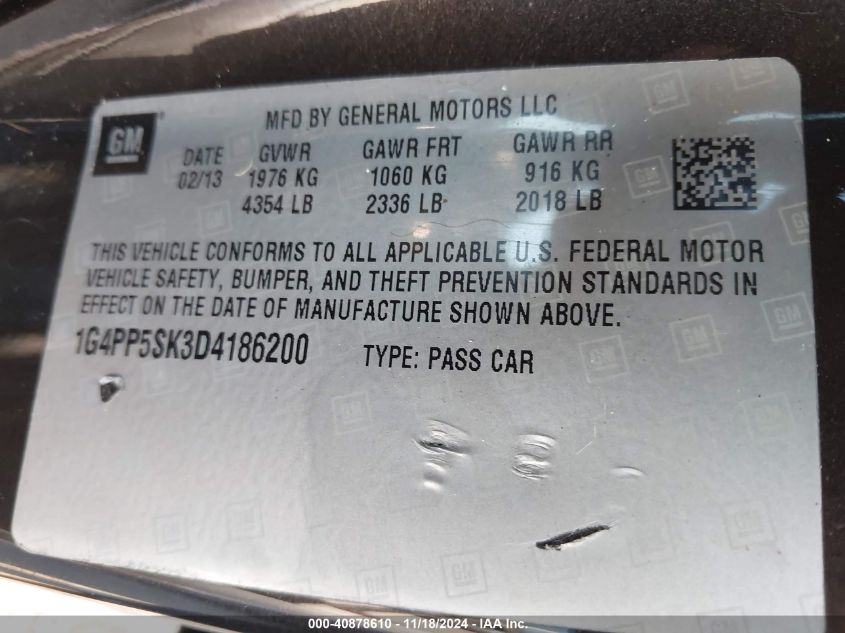 GM
MFD BY GENERAL MOTORS LLC
DATE GVWR GAWR FRT GAWR RR
02/13 1976 KG 1060 KG 916 KG
4354 LB 2336 LB 2018 LB
THIS VEHICLE CONFORMS TO ALL APPLICABLE U.S. FEDERAL MOTOR
VEHICLE SAFETY, BUMPER, AND THEFT PREVENTION STANDARDS IN
EFFECT ON THE DATE OF MANUFACTURE SHOWN ABOVE.
1G4PP5SK3D4186200 TYPE: PASS CAR
000-40878610 - 11/18/2024 - IAA Inc.